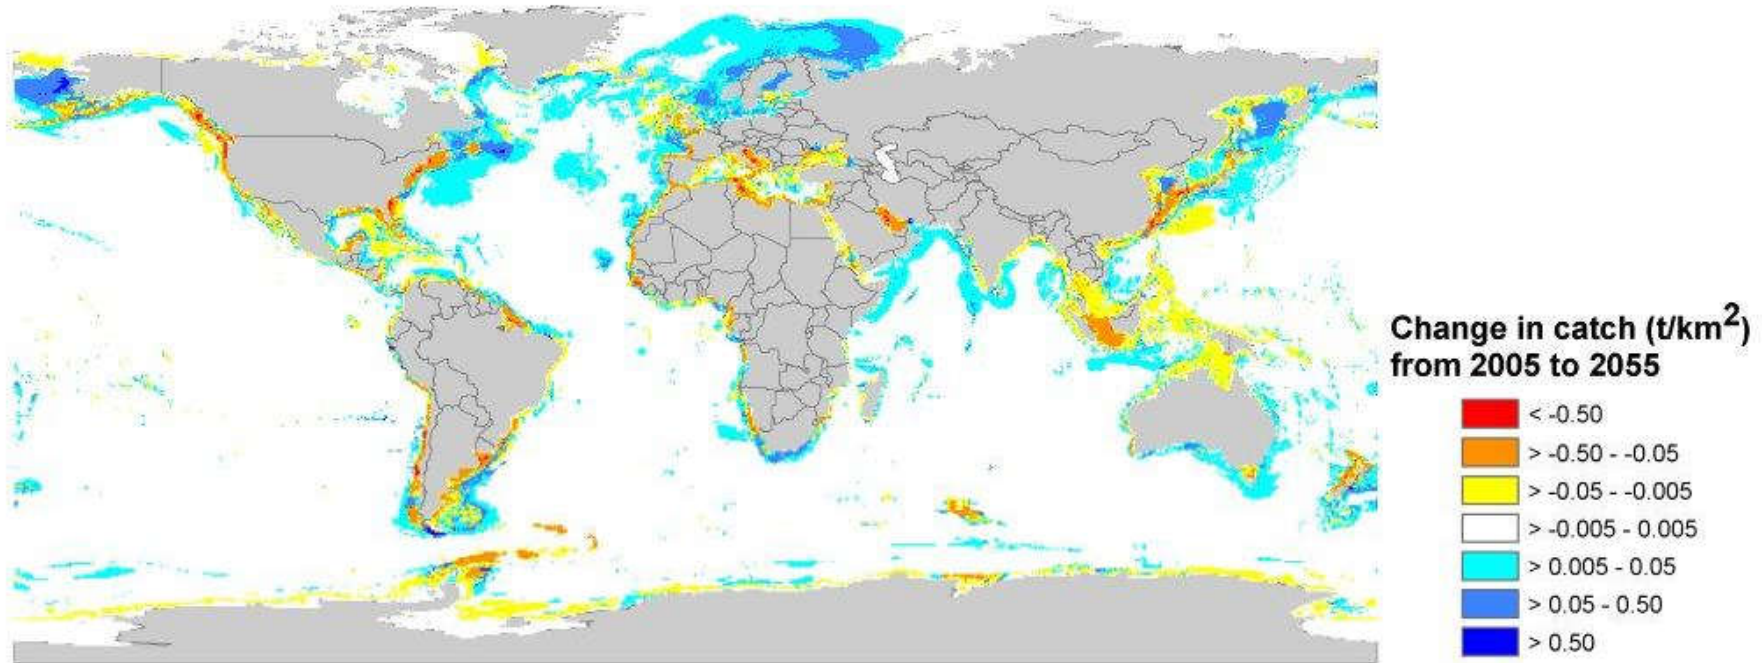 Change in catch (t/km²)
from 2005 to 2055
< -0.50
> -0.50 - -0.05
> -0.05 - -0.005
> -0.005 - 0.005
> 0.005 - 0.05
> 0.05 - 0.50
> 0.50